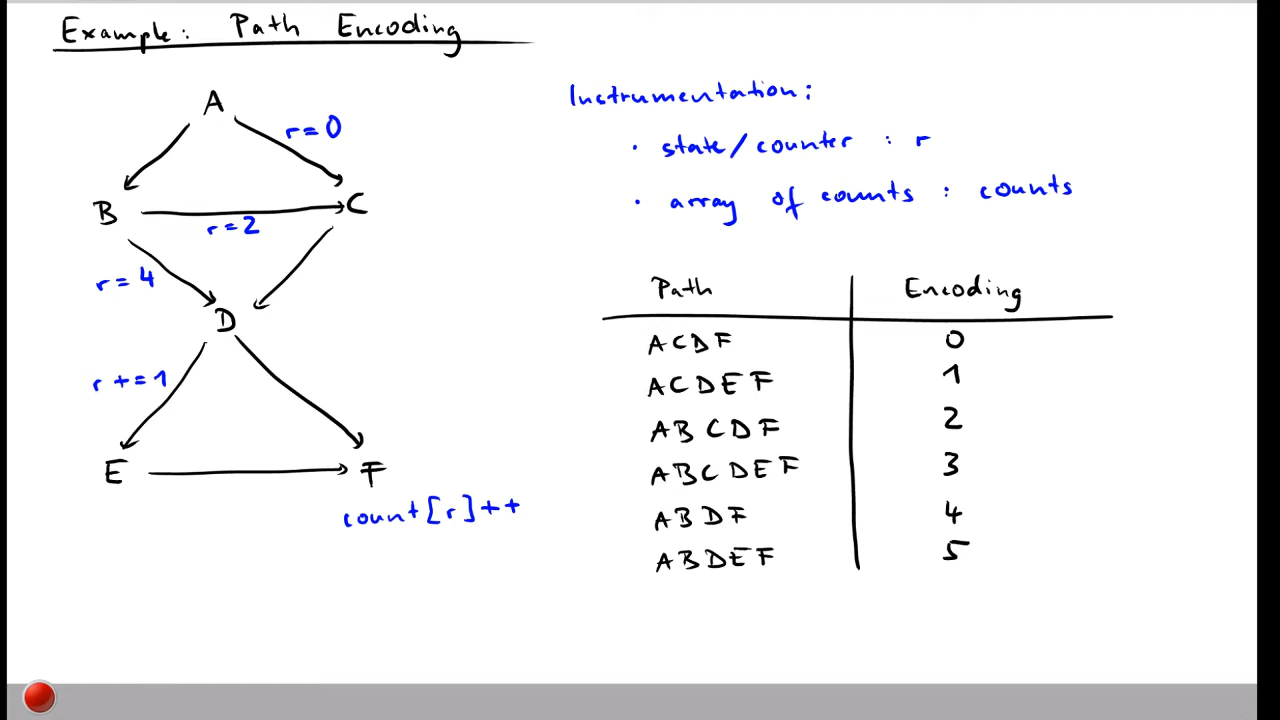 Example: Path Encoding
A
r=0
B
C
r=2
r=4
D
r+=1
E
F
count[r]++
Instrumentation:
· state/counter : r
· array of counts : counts
Path Encoding
ACDF 0
ACDEF 1
ABCDF 2
ABCDEF 3
ABDF 4
ABDEF 5